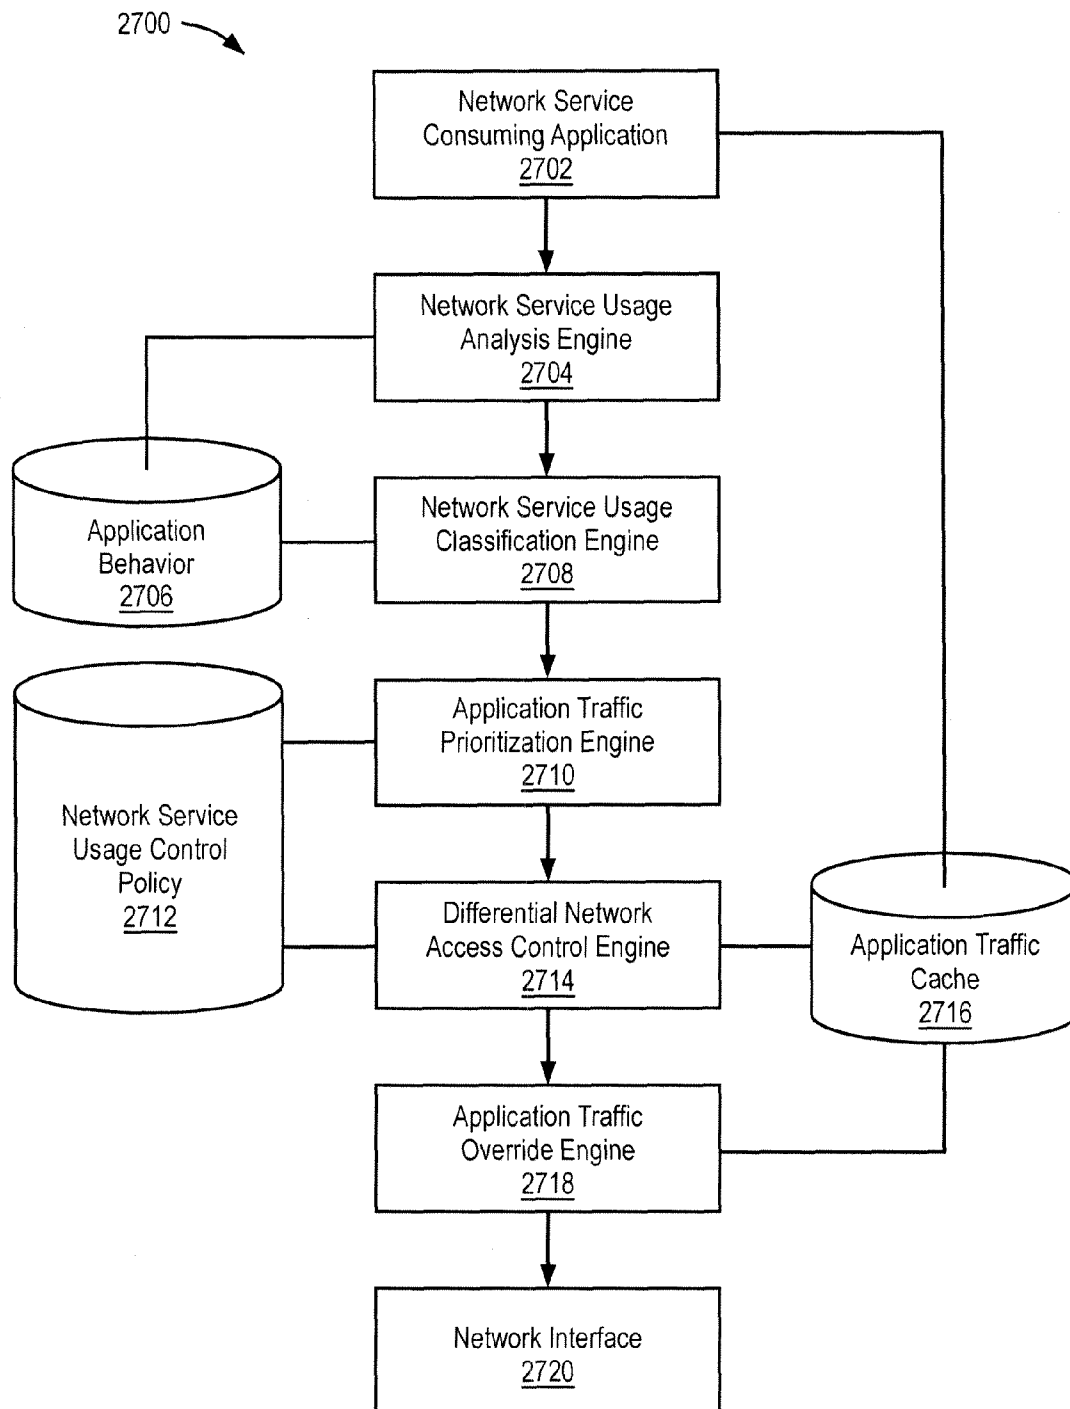 2700
Network Service
Consuming Application
2702
Network Service Usage
Analysis Engine
2704
Application
Behavior
2706
Network Service Usage
Classification Engine
2708
Application Traffic
Prioritization Engine
2710
Network Service
Usage Control
Policy
2712
Differential Network
Access Control Engine
2714
Application Traffic
Cache
2716
Application Traffic
Override Engine
2718
Network Interface
2720